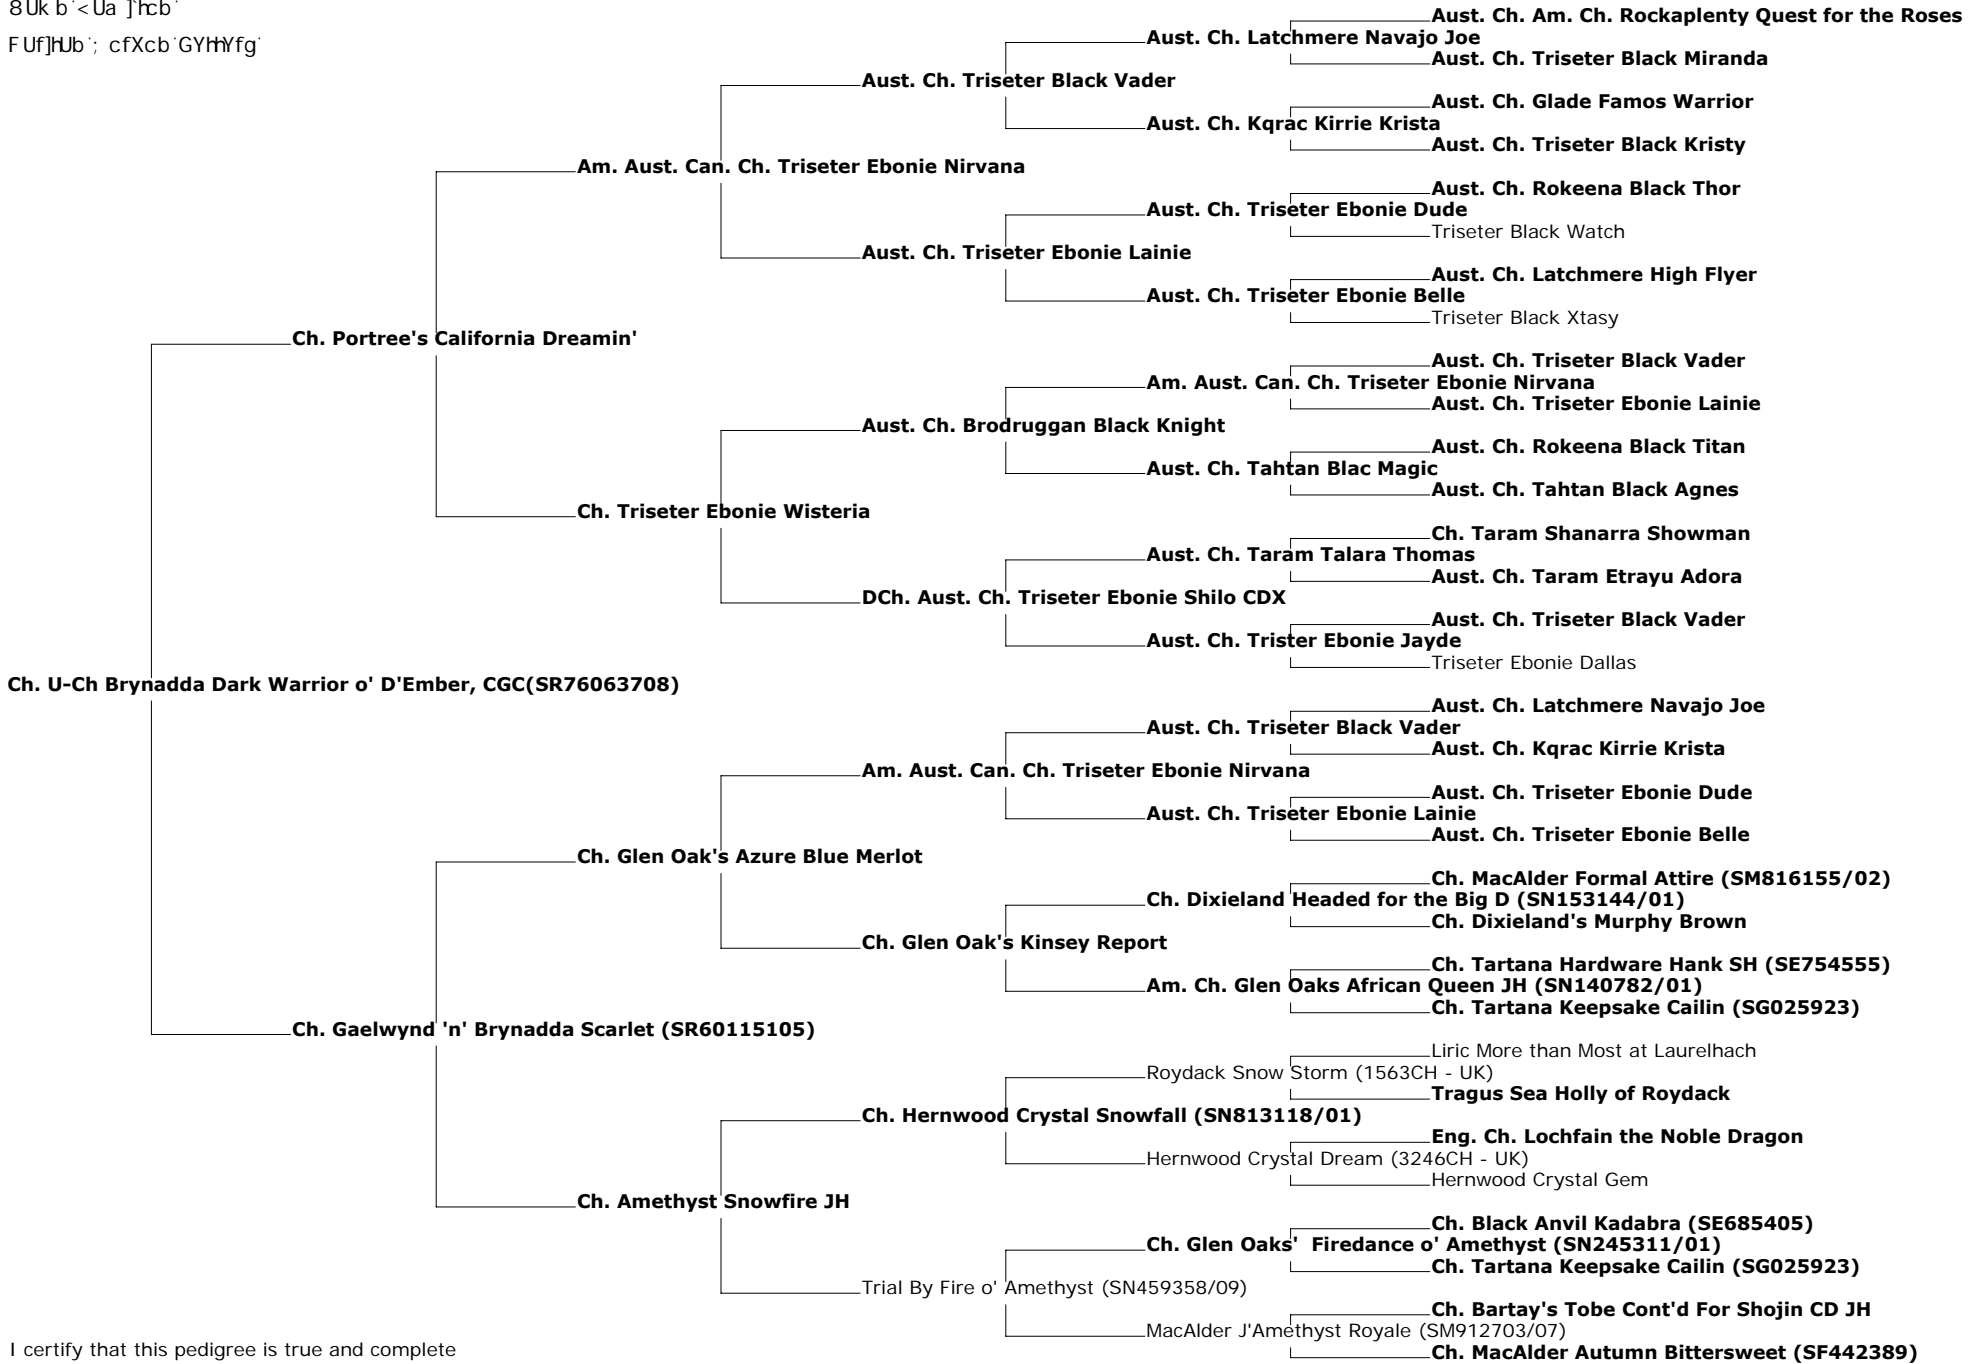 8Uk b˙<Ua ]`hcb˙
FUf]hUb˙; cfXcb˙GYhhYfg˙
Aust. Ch. Am. Ch. Rockaplenty Quest for the Roses
Aust. Ch. Latchmere Navajo Joe
Aust. Ch. Triseter Black Miranda
Aust. Ch. Triseter Black Vader
Aust. Ch. Glade Famos Warrior
Aust. Ch. Kqrac Kirrie Krista
Aust. Ch. Triseter Black Kristy
Am. Aust. Can. Ch. Triseter Ebonie Nirvana
Aust. Ch. Rokeena Black Thor
Aust. Ch. Triseter Ebonie Dude
Triseter Black Watch
Aust. Ch. Triseter Ebonie Lainie
Aust. Ch. Latchmere High Flyer
Aust. Ch. Triseter Ebonie Belle
Triseter Black Xtasy
Ch. Portree's California Dreamin'
Aust. Ch. Triseter Black Vader
Am. Aust. Can. Ch. Triseter Ebonie Nirvana
Aust. Ch. Triseter Ebonie Lainie
Aust. Ch. Brodruggan Black Knight
Aust. Ch. Rokeena Black Titan
Aust. Ch. Tahtan Blac Magic
Aust. Ch. Tahtan Black Agnes
Ch. Triseter Ebonie Wisteria
Ch. Taram Shanarra Showman
Aust. Ch. Taram Talara Thomas
Aust. Ch. Taram Etrayu Adora
DCh. Aust. Ch. Triseter Ebonie Shilo CDX
Aust. Ch. Triseter Black Vader
Aust. Ch. Trister Ebonie Jayde
Triseter Ebonie Dallas
Ch. U-Ch Brynadda Dark Warrior o' D'Ember, CGC(SR76063708)
Aust. Ch. Latchmere Navajo Joe
Aust. Ch. Triseter Black Vader
Aust. Ch. Kqrac Kirrie Krista
Am. Aust. Can. Ch. Triseter Ebonie Nirvana
Aust. Ch. Triseter Ebonie Dude
Aust. Ch. Triseter Ebonie Lainie
Aust. Ch. Triseter Ebonie Belle
Ch. Glen Oak's Azure Blue Merlot
Ch. MacAlder Formal Attire (SM816155/02)
Ch. Dixieland Headed for the Big D (SN153144/01)
Ch. Dixieland's Murphy Brown
Ch. Glen Oak's Kinsey Report
Ch. Tartana Hardware Hank SH (SE754555)
Am. Ch. Glen Oaks African Queen JH (SN140782/01)
Ch. Tartana Keepsake Cailin (SG025923)
Ch. Gaelwynd 'n' Brynadda Scarlet (SR60115105)
Liric More than Most at Laurelhach
Roydack Snow Storm (1563CH - UK)
Tragus Sea Holly of Roydack
Ch. Hernwood Crystal Snowfall (SN813118/01)
Eng. Ch. Lochfain the Noble Dragon
Hernwood Crystal Dream (3246CH - UK)
Hernwood Crystal Gem
Ch. Amethyst Snowfire JH
Ch. Black Anvil Kadabra (SE685405)
Ch. Glen Oaks' Firedance o' Amethyst (SN245311/01)
Ch. Tartana Keepsake Cailin (SG025923)
Trial By Fire o' Amethyst (SN459358/09)
Ch. Bartay's Tobe Cont'd For Shojin CD JH
MacAlder J'Amethyst Royale (SM912703/07)
Ch. MacAlder Autumn Bittersweet (SF442389)
I certify that this pedigree is true and complete